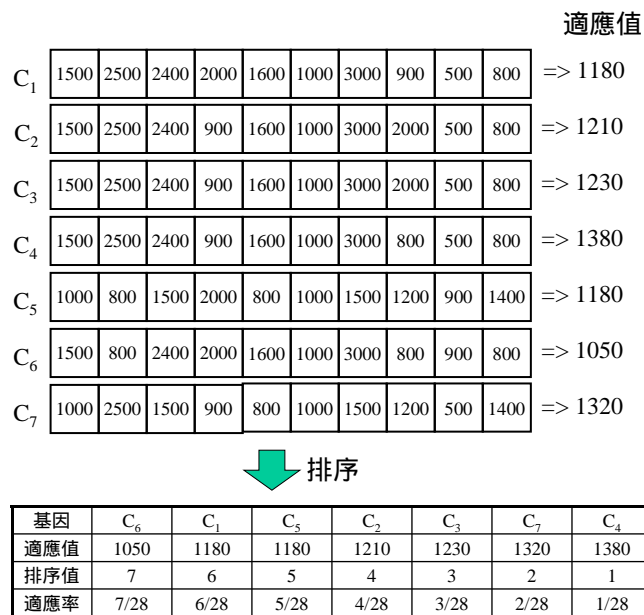 適應值
C1 1500 2500 2400 2000 1600 1000 3000 900 500 800 => 1180
C2 1500 2500 2400 900 1600 1000 3000 2000 500 800 => 1210
C3 1500 2500 2400 900 1600 1000 3000 2000 500 800 => 1230
C4 1500 2500 2400 900 1600 1000 3000 800 500 800 => 1380
C5 1000 800 1500 2000 800 1000 1500 1200 900 1400 => 1180
C6 1500 800 2400 2000 1600 1000 3000 800 900 800 => 1050
C7 1000 2500 1500 900 800 1000 1500 1200 500 1400 => 1320
排序
基因 C6 C1 C5 C2 C3 C7 C4
適應值 1050 1180 1180 1210 1230 1320 1380
排序值 7 6 5 4 3 2 1
適應率 7/28 6/28 5/28 4/28 3/28 2/28 1/28